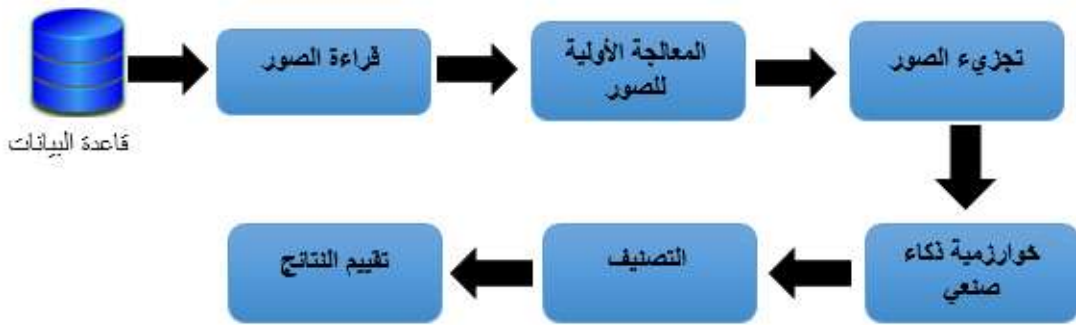 قاعدة البيانات
قراءة الصور
المعالجة الأولية
للصور
تجزيء الصور
خوارزمية ذكاء
صنعي
التصنيف
تقييم النتائج